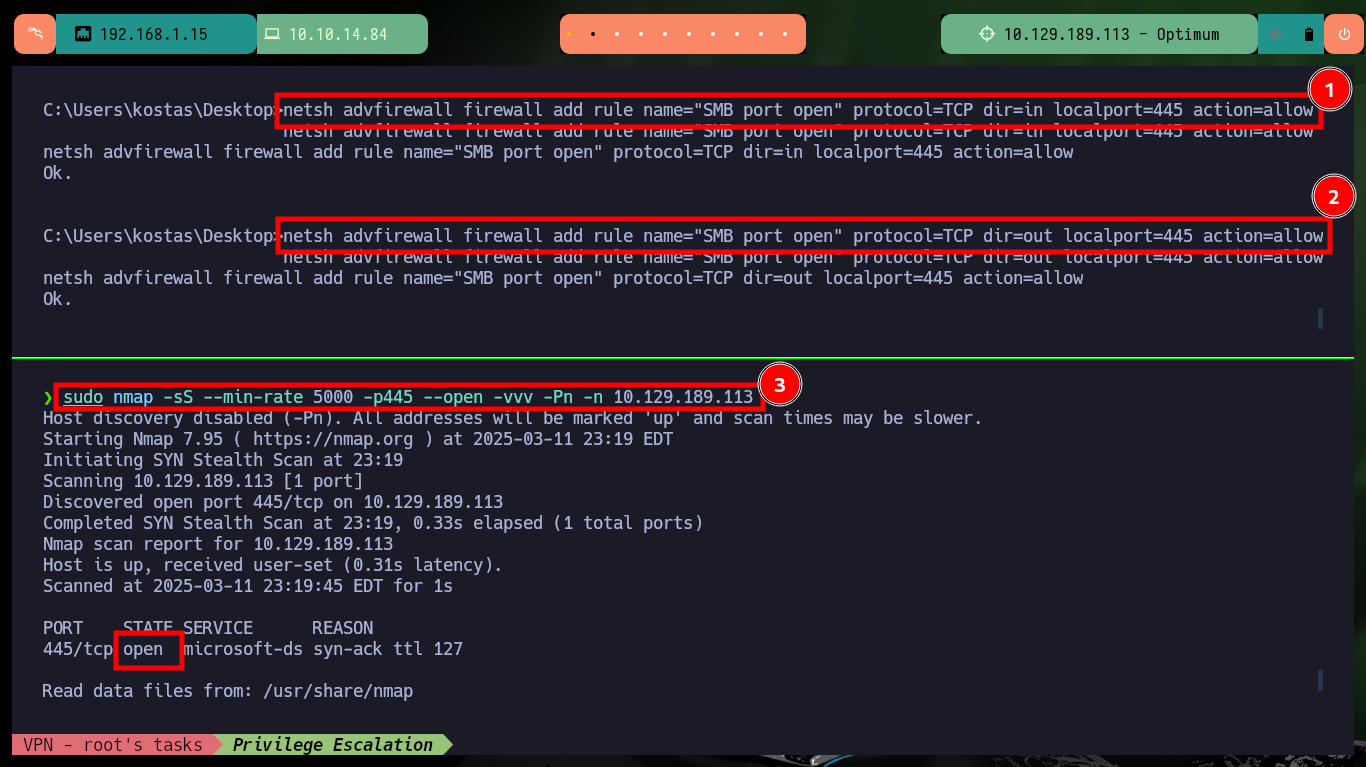 192.168.1.15
10.10.14.84
10.129.189.113 - Optimum
C:\Users\kostas\Desktop>netsh advfirewall firewall add rule name="SMB port open" protocol=TCP dir=in localport=445 action=allow
1
netsh advfirewall firewall add rule name="SMB port open" protocol=TCP dir=in localport=445 action=allow
netsh advfirewall firewall add rule name="SMB port open" protocol=TCP dir=in localport=445 action=allow
Ok.
2
C:\Users\kostas\Desktop>netsh advfirewall firewall add rule name="SMB port open" protocol=TCP dir=out localport=445 action=allow
netsh advfirewall firewall add rule name="SMB port open" protocol=TCP dir=out localport=445 action=allow
netsh advfirewall firewall add rule name="SMB port open" protocol=TCP dir=out localport=445 action=allow
Ok.
3
❯ sudo nmap -sS --min-rate 5000 -p445 --open -vvv -Pn -n 10.129.189.113
Host discovery disabled (-Pn). All addresses will be marked 'up' and scan times may be slower.
Starting Nmap 7.95 ( https://nmap.org ) at 2025-03-11 23:19 EDT
Initiating SYN Stealth Scan at 23:19
Scanning 10.129.189.113 [1 port]
Discovered open port 445/tcp on 10.129.189.113
Completed SYN Stealth Scan at 23:19, 0.33s elapsed (1 total ports)
Nmap scan report for 10.129.189.113
Host is up, received user-set (0.31s latency).
Scanned at 2025-03-11 23:19:45 EDT for 1s
PORT STATE SERVICE REASON
445/tcp open microsoft-ds syn-ack ttl 127
Read data files from: /usr/share/nmap
VPN - root's tasks Privilege Escalation